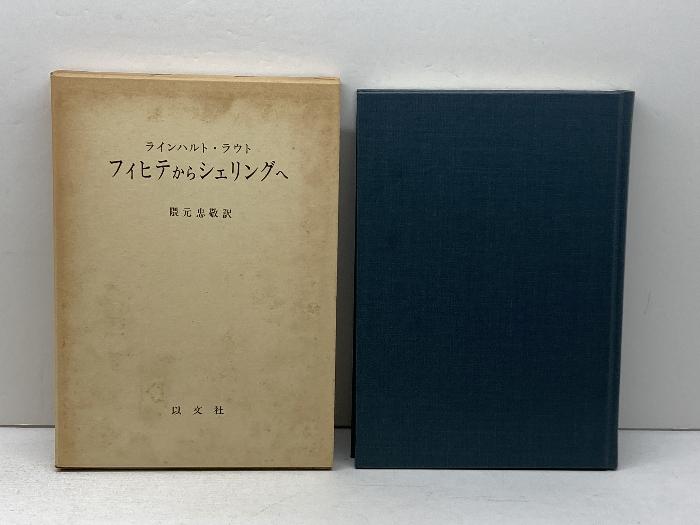 ラインハルト・ラウト
フィヒテからシェリングへ
隈元忠敬訳
以文社